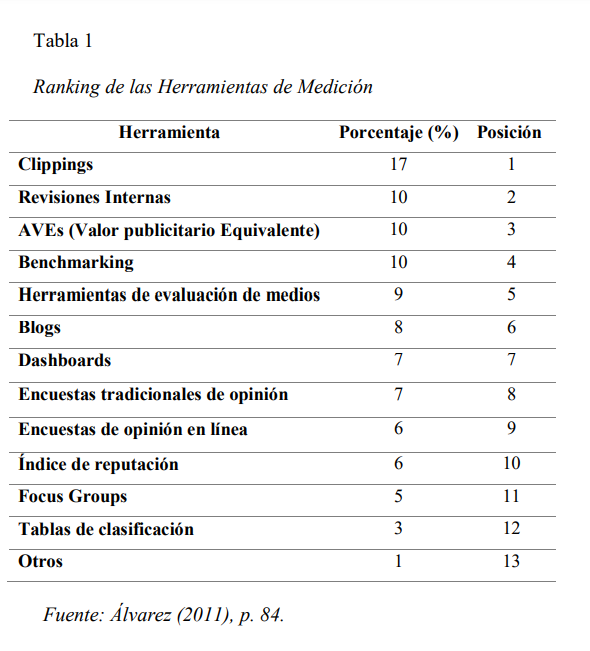 Tabla 1
Ranking de las Herramientas de Medición
Herramienta Porcentaje (%) Posición
Clippings 17 1
Revisiones Internas 10 2
AVEs (Valor publicitario Equivalente) 10 3
Benchmarking 10 4
Herramientas de evaluación de medios 9 5
Blogs 8 6
Dashboards 7 7
Encuestas tradicionales de opinión 7 8
Encuestas de opinión en línea 6 9
Índice de reputación 6 10
Focus Groups 5 11
Tablas de clasificación 3 12
Otros 1 13
Fuente: Álvarez (2011), p. 84.